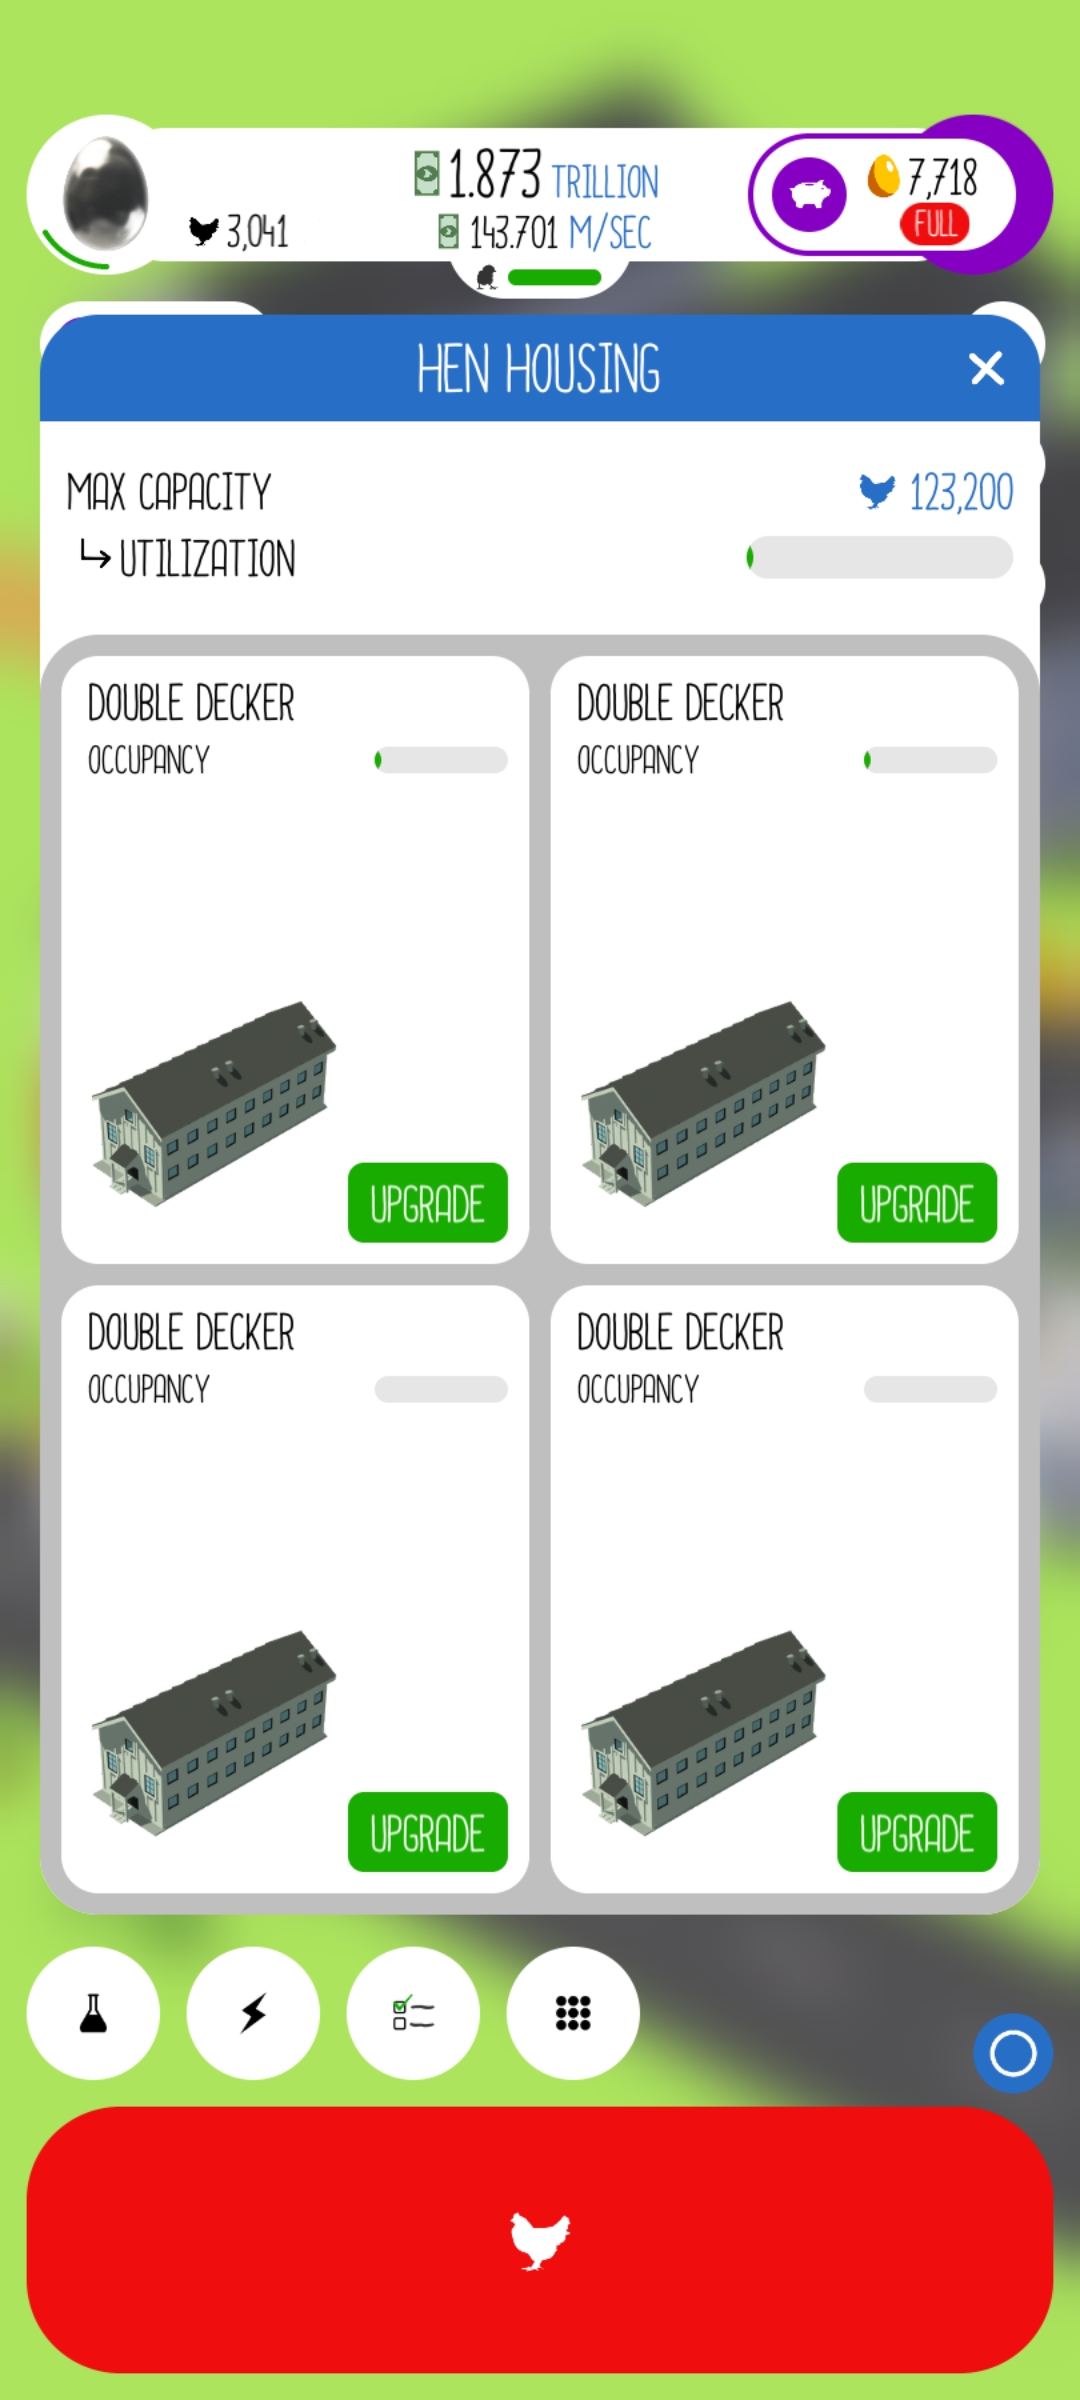 1.873 TRILLION
7,718
3,041
143.701 M/SEC
FULL
HEN HOUSING
MAX CAPACITY
123,200
UTILIZATION
DOUBLE DECKER
OCCUPANCY
UPGRADE
DOUBLE DECKER
OCCUPANCY
UPGRADE
DOUBLE DECKER
OCCUPANCY
UPGRADE
DOUBLE DECKER
OCCUPANCY
UPGRADE